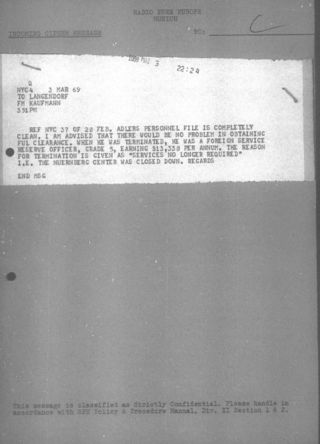 RADIO FREE EUROPE
MUNICH
INCOMING CIPHER MESSAGE
TO:
C
1969 MAR 3 22:24
Q
NYC4 3 MAR 69
TO LANGENDORF
FM KAUFMANN
351PM
REF NYC 37 OF 28 FEB. ADLERS PERSONNEL FILE IS COMPLETELY
CLEAN. I AM ADVISED THAT THERE WOULD BE NO PROBLEM IN OBTAINING
FUL CLEARANCE. WHEN HE WAS TERMINATED, HE WAS A FOREIGN SERVICE
RESERVE OFFICER, GRADE 5, EARNING $13,338 PER ANNUM. THE REASON
FOR TERMINATION IS GIVEN AS "SERVICES NO LONGER REQUIRED"
I.E. THE NUERNBERG CENTER WAS CLOSED DOWN. REGARDS
END MSG
This message is classified as Strictly Confidential. Please handle in
accordance with RFE Policy & Procedure Manual, Div. II Section 1 & 2.